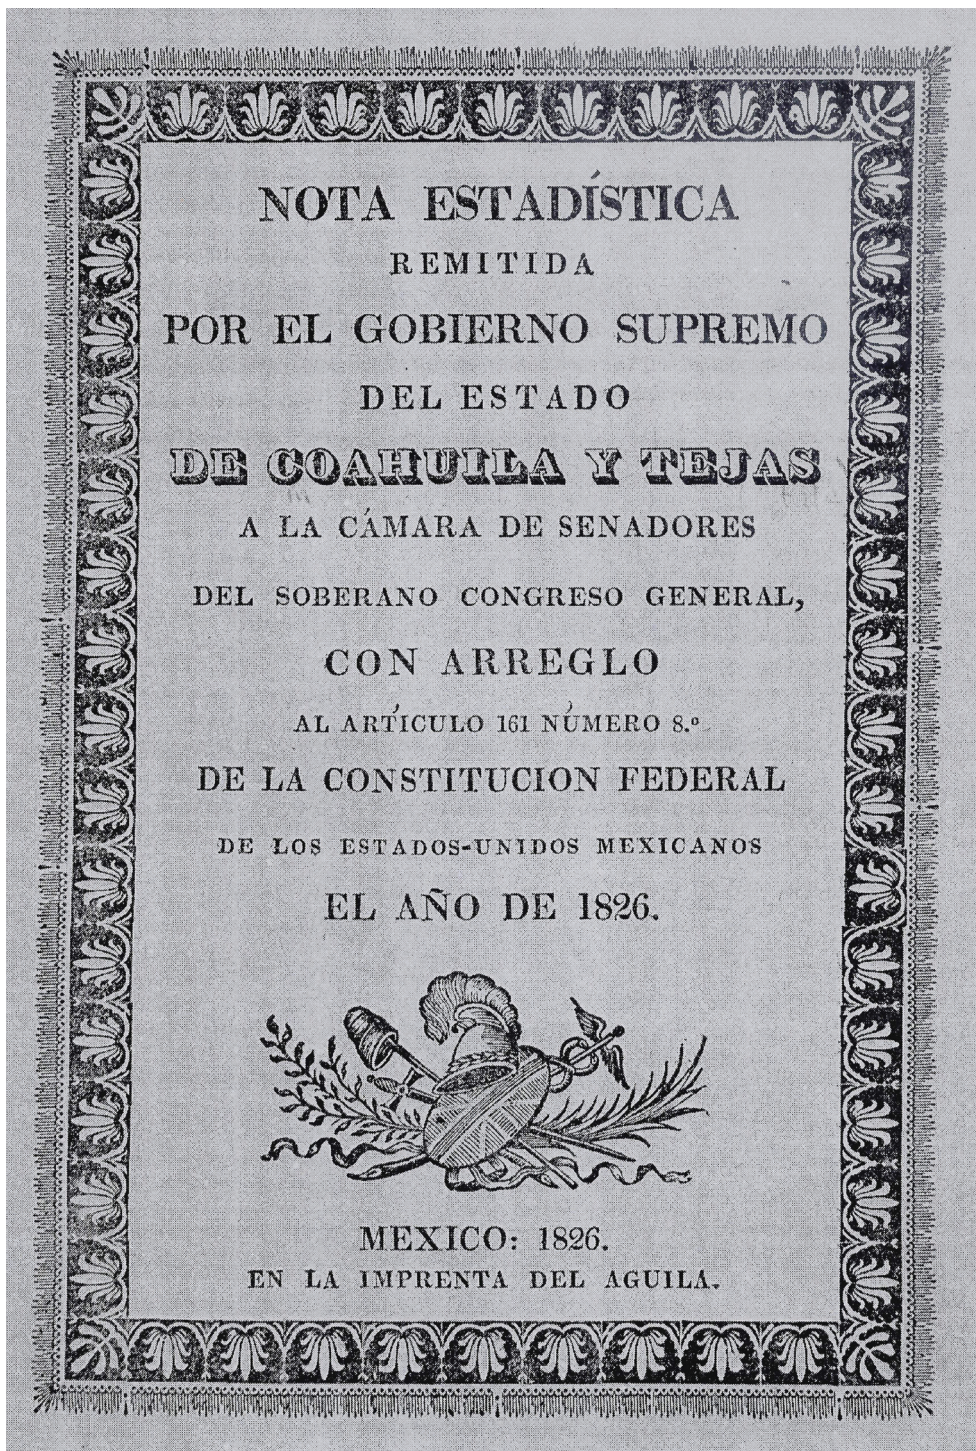 NOTA ESTADÍSTICA
REMITIDA
POR EL GOBIERNO SUPREMO
DEL ESTADO
DE COAHUILA Y TEJAS
A LA CÁMARA DE SENADORES
DEL SOBERANO CONGRESO GENERAL,
CON ARREGLO
AL ARTÍCULO 161 NÚMERO 8.º
DE LA CONSTITUCION FEDERAL
DE LOS ESTADOS-UNIDOS MEXICANOS
EL AÑO DE 1826.
MEXICO: 1826.
EN LA IMPRENTA DEL AGUILA.